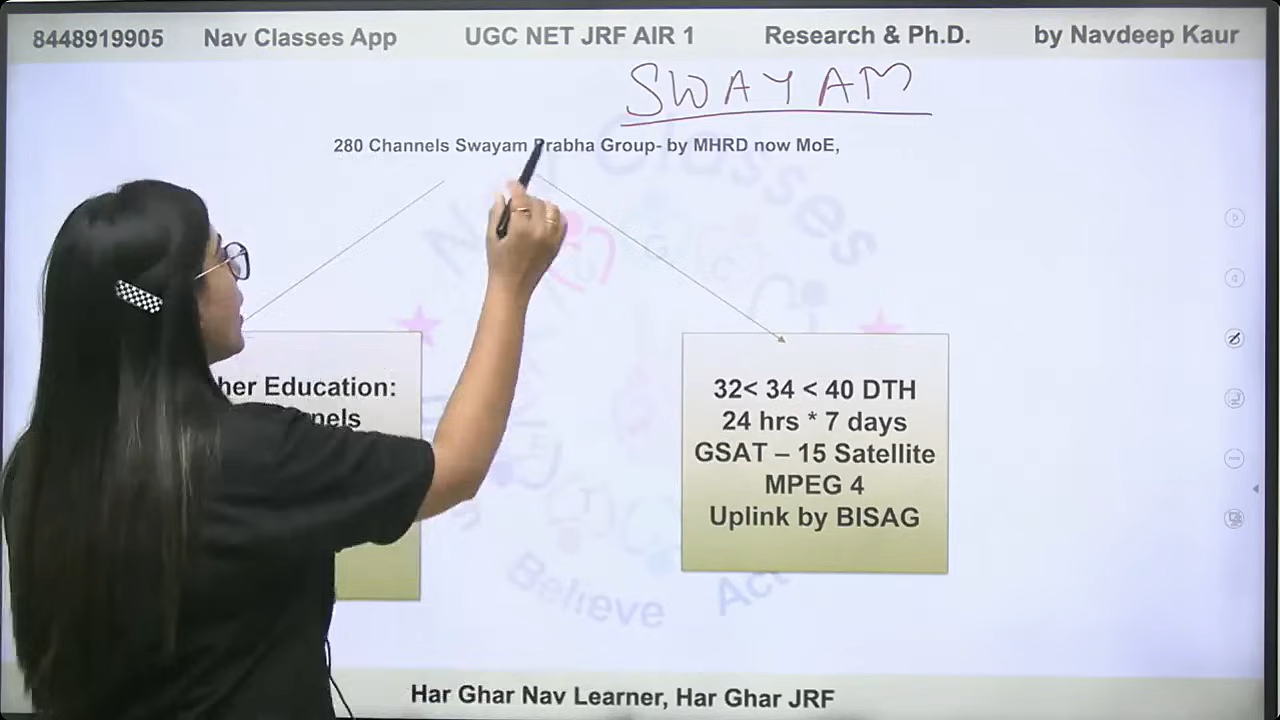 8448919905 Nav Classes App UGC NET JRF AIR 1 Research & Ph.D. by Navdeep Kaur
SWAYAM
280 Channels Swayam Prabha Group- by MHRD now MoE,
Education:
32< 34 < 40 DTH
24 hrs * 7 days
GSAT – 15 Satellite
MPEG 4
Uplink by BISAG
Classes
Believe
Har Ghar Nav Learner, Har Ghar JRF